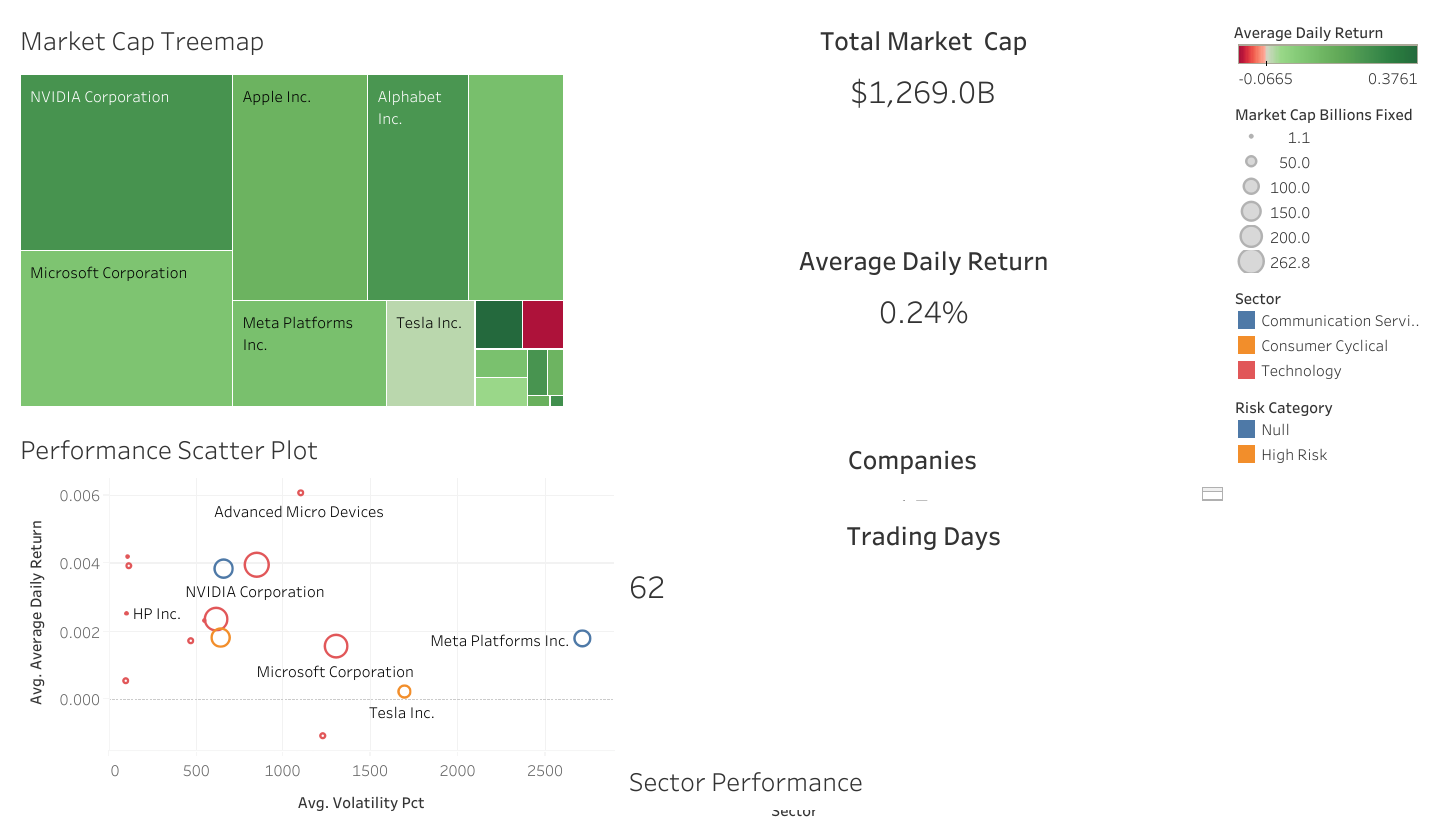 Market Cap Treemap
NVIDIA Corporation
Apple Inc.
Alphabet
Inc.
Microsoft Corporation
Meta Platforms
Inc.
Tesla Inc.
Total Market  Cap
$1,269.0B
Average Daily Return
0.24%
Companies
Trading Days
62
Average Daily Return
-0.0665
0.3761
Market Cap Billions Fixed
1.1
50.0
100.0
150.0
200.0
262.8
Sector
Communication Servi..
Consumer Cyclical
Technology
Risk Category
Null
High Risk
Performance Scatter Plot
Avg. Average Daily Return
0.006
0.004
0.002
0.000
Advanced Micro Devices
NVIDIA Corporation
HP Inc.
Meta Platforms Inc.
Microsoft Corporation
Tesla Inc.
0
500
1000
1500
2000
2500
Avg. Volatility Pct
Sector Performance
Sector